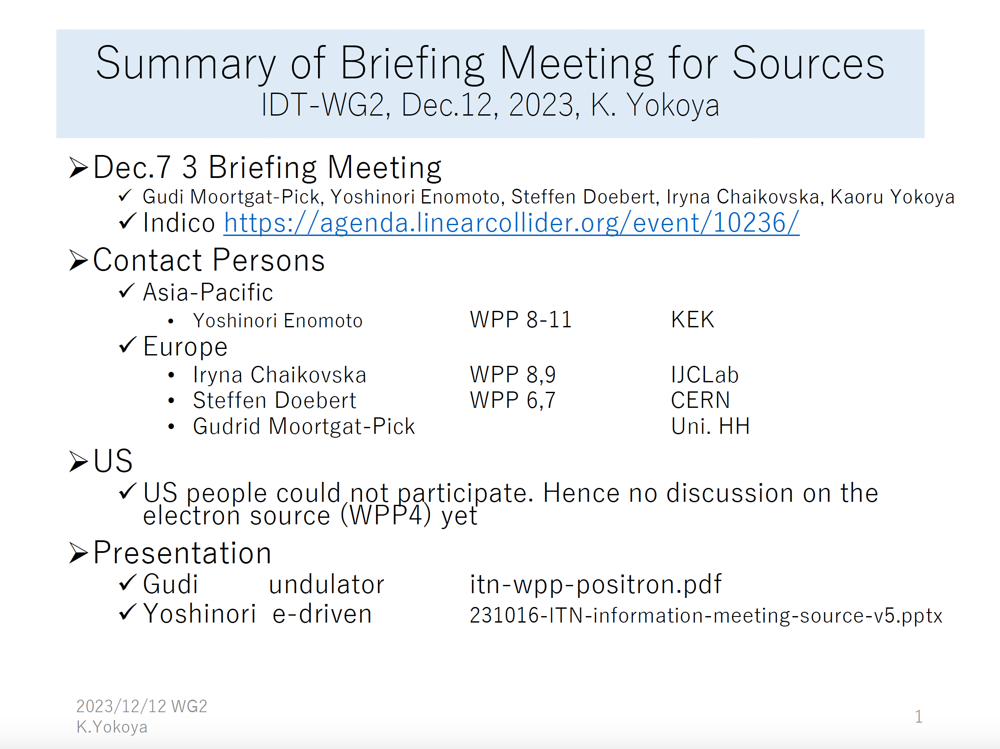 Summary of Briefing Meeting for Sources
IDT-WG2, Dec.12, 2023, K. Yokoya
➢Dec.7 3 Briefing Meeting
✓ Gudi Moortgat-Pick, Yoshinori Enomoto, Steffen Doebert, Iryna Chaikovska, Kaoru Yokoya
✓ Indico https://agenda.linearcollider.org/event/10236/
➢Contact Persons
✓ Asia-Pacific
• Yoshinori Enomoto WPP 8-11 KEK
✓ Europe
• Iryna Chaikovska WPP 8,9 IJCLab
• Steffen Doebert WPP 6,7 CERN
• Gudrid Moortgat-Pick Uni. HH
➢US
✓ US people could not participate. Hence no discussion on the
electron source (WPP4) yet
➢Presentation
✓ Gudi undulator itn-wpp-positron.pdf
✓ Yoshinori e-driven 231016-ITN-information-meeting-source-v5.pptx
2023/12/12 WG2
K.Yokoya
1